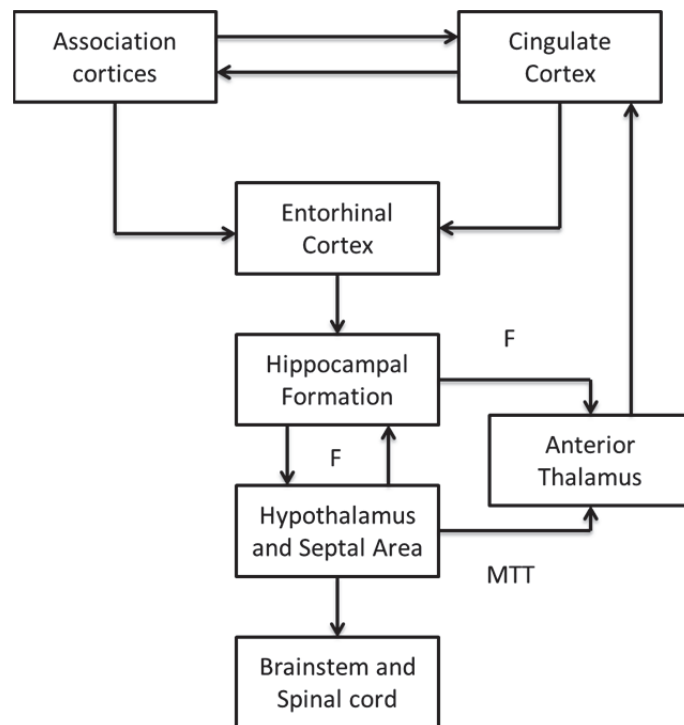 Association
cortices
Cingulate
Cortex
Entorhinal
Cortex
F
Hippocampal
Formation
Anterior
Thalamus
F
Hypothalamus
and Septal Area
MTT
Brainstem and
Spinal cord